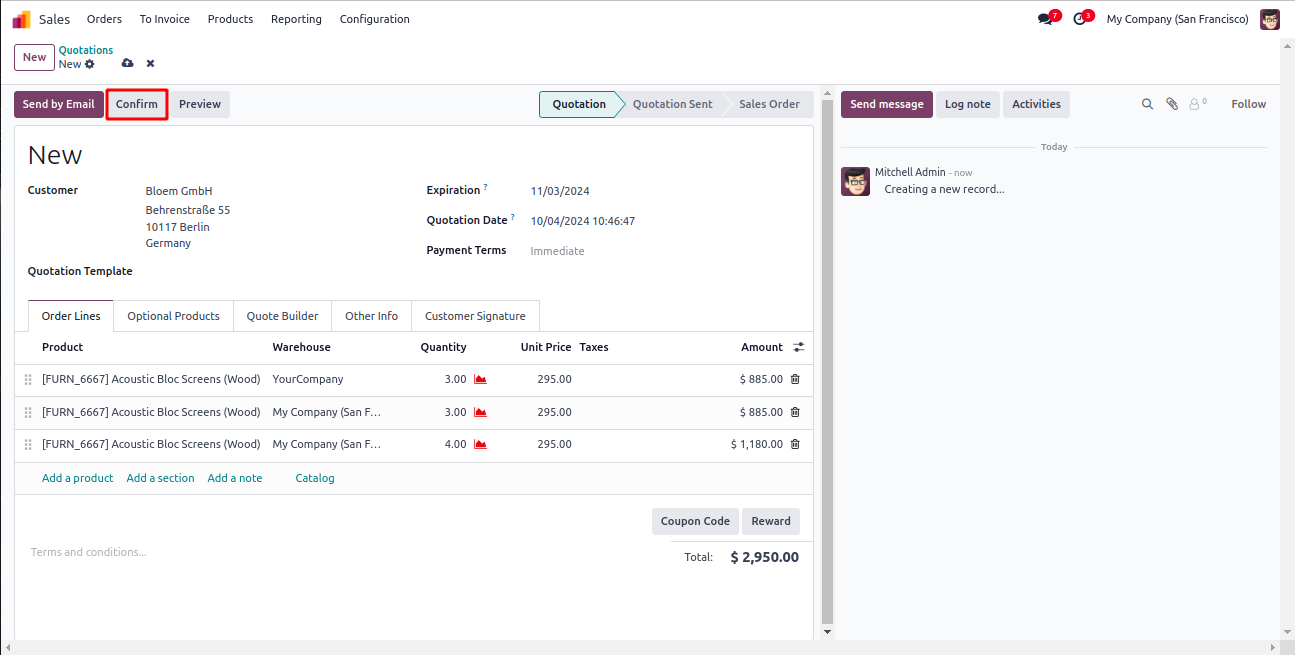 Sales Orders To Invoice Products Reporting Configuration 7 3 My Company (San Francisco)
New Quotations
New
Send by Email Confirm Preview Quotation Quotation Sent Sales Order Send message Log note Activities 0 Follow
Today
New
Mitchell Admin - now
Creating a new record...
Customer Bloem GmbH Expiration ? 11/03/2024
Behrenstraße 55
10117 Berlin
Germany
Quotation Date ? 10/04/2024 10:46:47
Payment Terms Immediate
Quotation Template
Order Lines Optional Products Quote Builder Other Info Customer Signature
Product Warehouse Quantity Unit Price Taxes Amount
[FURN_6667] Acoustic Bloc Screens (Wood) YourCompany 3.00 295.00 $ 885.00
[FURN_6667] Acoustic Bloc Screens (Wood) My Company (San F... 3.00 295.00 $ 885.00
[FURN_6667] Acoustic Bloc Screens (Wood) My Company (San F... 4.00 295.00 $ 1,180.00
Add a product Add a section Add a note Catalog
Coupon Code Reward
Terms and conditions...
Total: $ 2,950.00